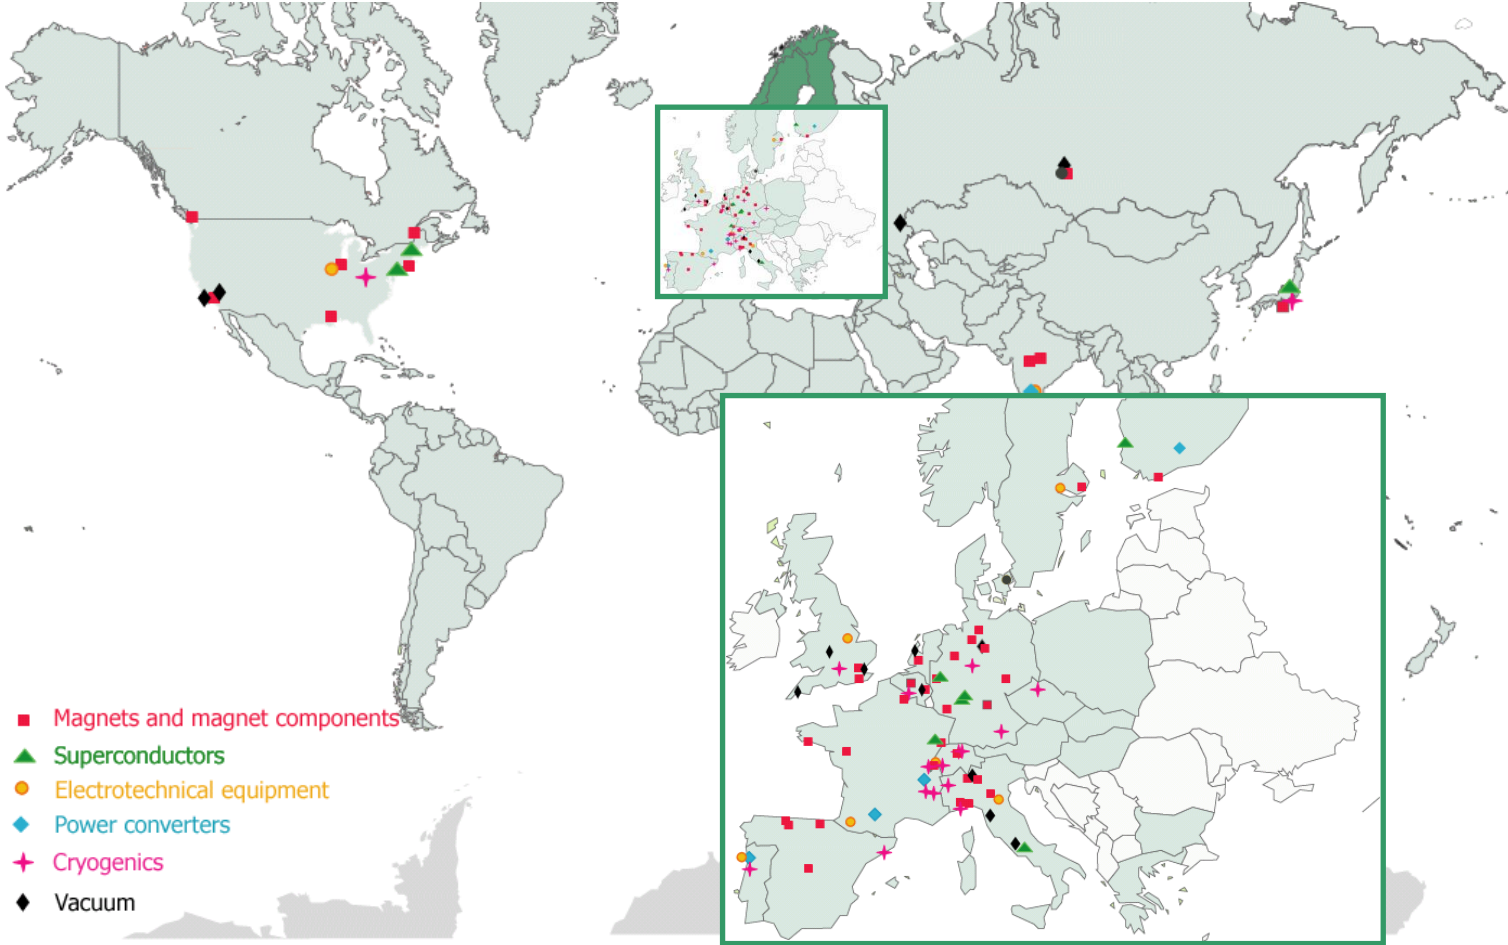 Magnets and magnet components
Superconductors
Electrotechnical equipment
Power converters
Cryogenics
Vacuum